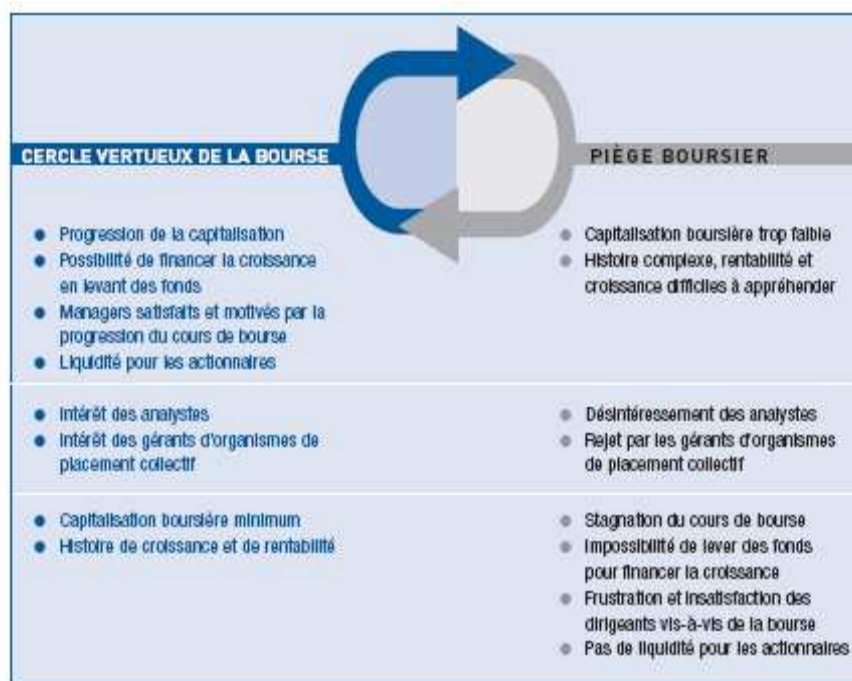 CERCLE VERTUEUX DE LA BOURSE
● Progression de la capitalisation
● Possibilité de financer la croissance
en levant des fonds
● Managers satisfaits et motivés par la
progression du cours de bourse
● Liquidité pour les actionnaires
● Intérêt des analystes
● Intérêt des gérants d'organismes de
placement collectif
● Capitalisation boursière minimum
● Histoire de croissance et de rentabilité
PIÈGE BOURSIER
● Capitalisation boursière trop faible
● Histoire complexe, rentabilité et
croissance difficiles à appréhender
● Désintéressement des analystes
● Rejet par les gérants d'organismes
de placement collectif
● Stagnation du cours de bourse
● Impossibilité de lever des fonds
pour financer la croissance
● Frustration et insatisfaction des
dirigeants vis-à-vis de la bourse
● Pas de liquidité pour les actionnaires